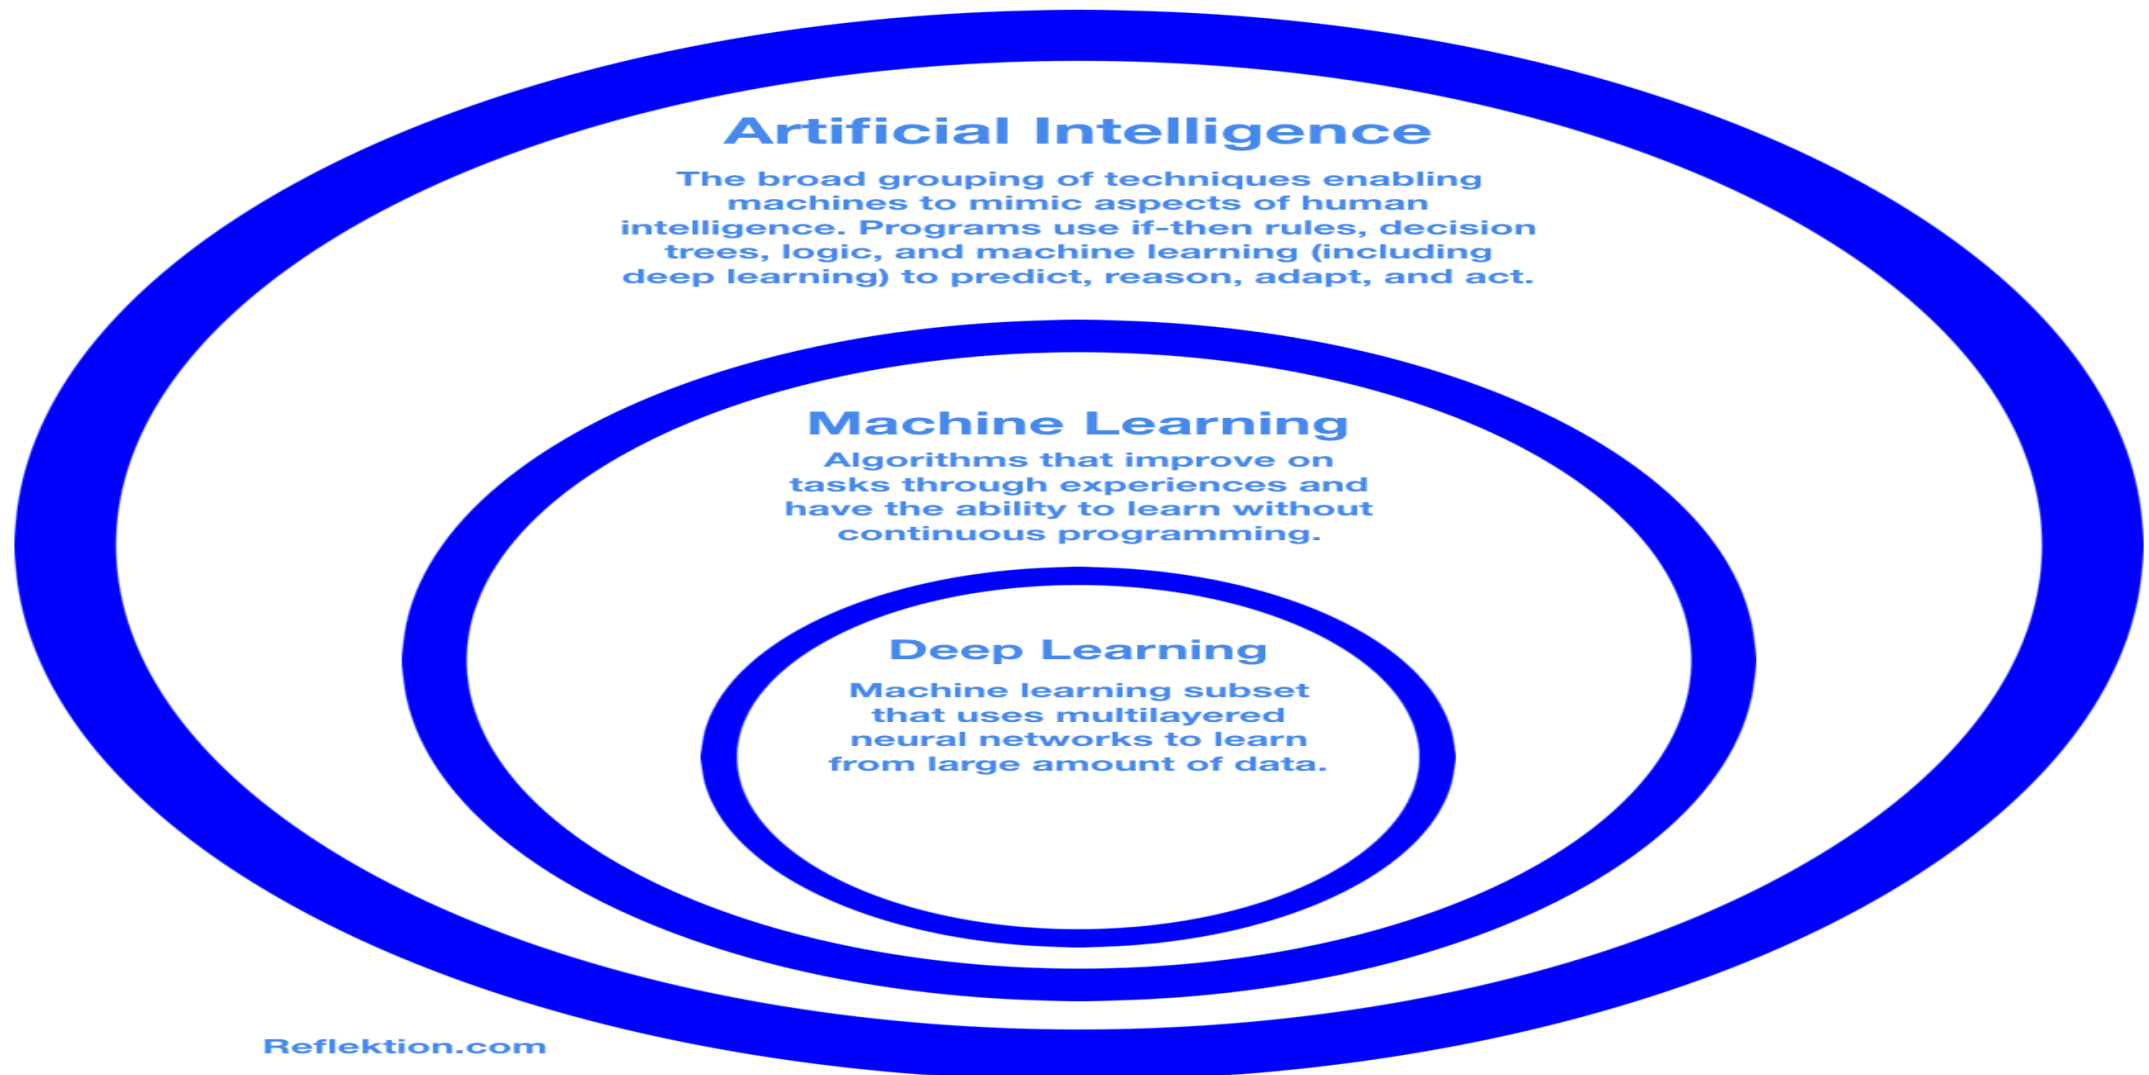 Artificial Intelligence
The broad grouping of techniques enabling
machines to mimic aspects of human
intelligence. Programs use if-then rules, decision
trees, logic, and machine learning (including
deep learning) to predict, reason, adapt, and act.
Machine Learning
Algorithms that improve on
tasks through experiences and
have the ability to learn without
continuous programming.
Deep Learning
Machine learning subset
that uses multilayered
neural networks to learn
from large amount of data.
Reflektion.com